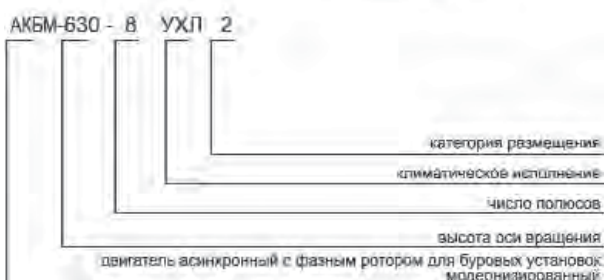 АКБМ-630 - 8 УХЛ 2
категория размещения
климатическое исполнение
число полюсов
высота оси вращения
двигатель асинхронный с фазным ротором для буровых установок
модернизированный